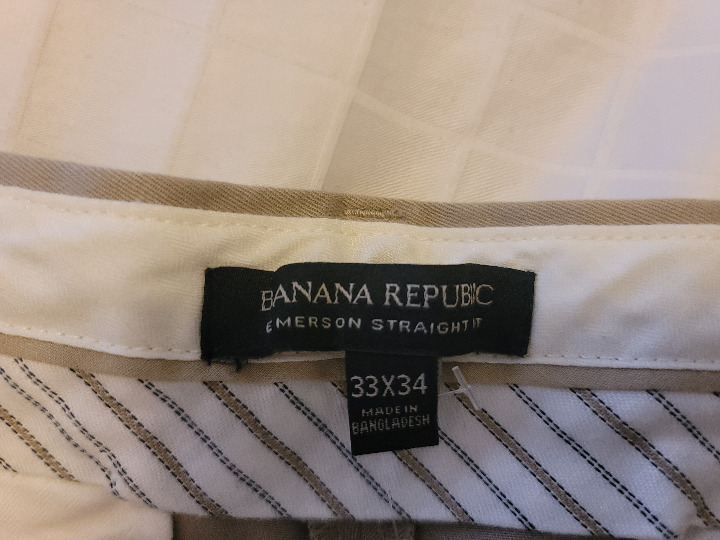 BANANA REPUBLIC
EMERSON STRAIGHT
33X34
MADE IN
BANGLADESH